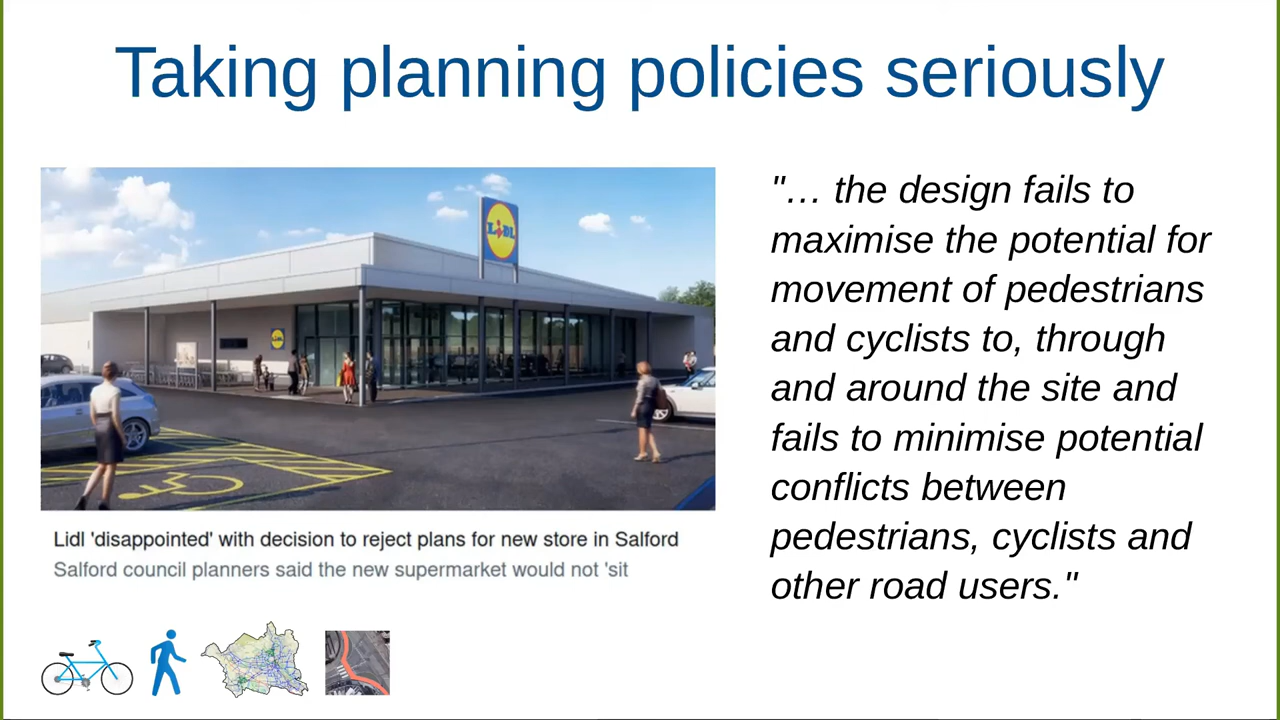 Taking planning policies seriously
LIDL
"… the design fails to
maximise the potential for
movement of pedestrians
and cyclists to, through
and around the site and
fails to minimise potential
conflicts between
pedestrians, cyclists and
other road users."
Lidl 'disappointed' with decision to reject plans for new store in Salford
Salford council planners said the new supermarket would not 'sit